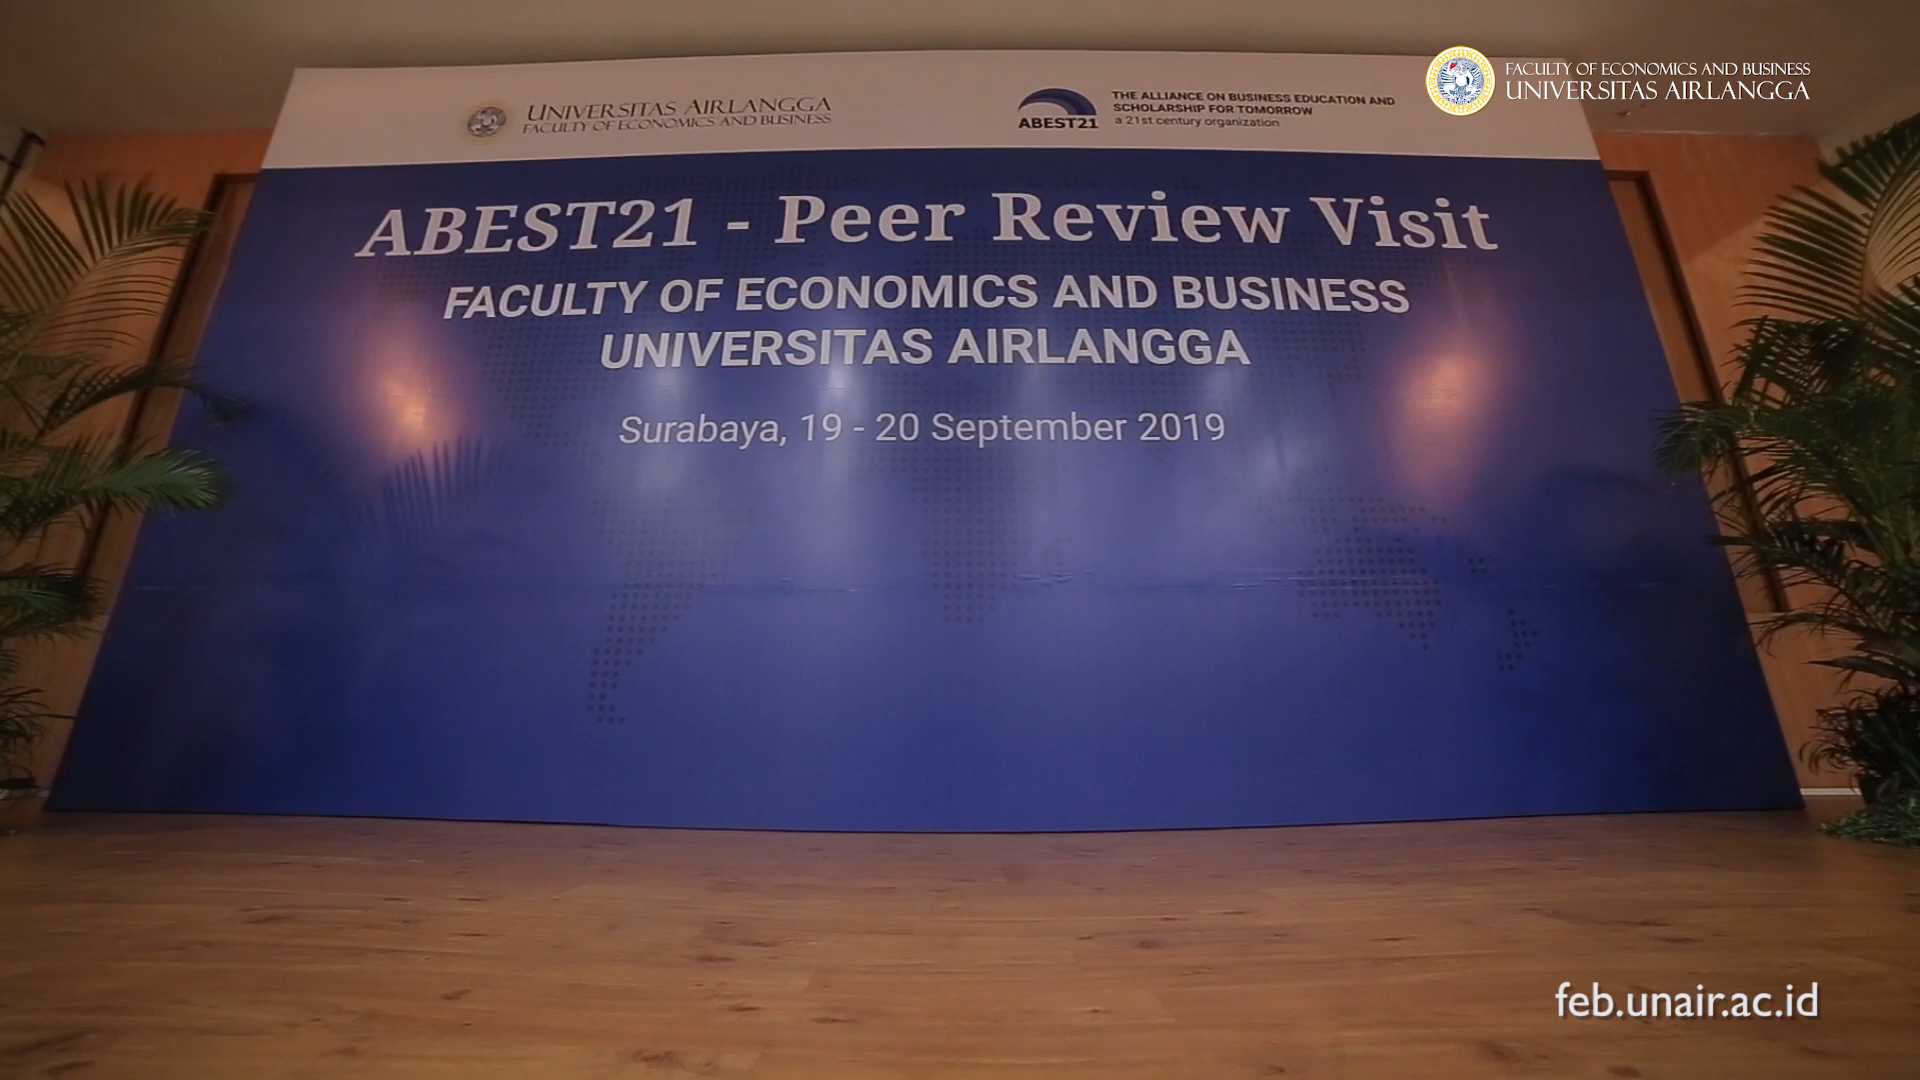 FACULTY OF ECONOMICS AND BUSINESS
UNIVERSITAS AIRLANGGA
UNIVERSITAS AIRLANGGA
FACULTY OF ECONOMICS AND BUSINESS
ABEST21
THE ALLIANCE ON BUSINESS EDUCATION AND
SCHOLARSHIP FOR TOMORROW
a 21st century organization
ABEST21 - Peer Review Visit
FACULTY OF ECONOMICS AND BUSINESS
UNIVERSITAS AIRLANGGA
Surabaya, 19 - 20 September 2019
feb.unair.ac.id